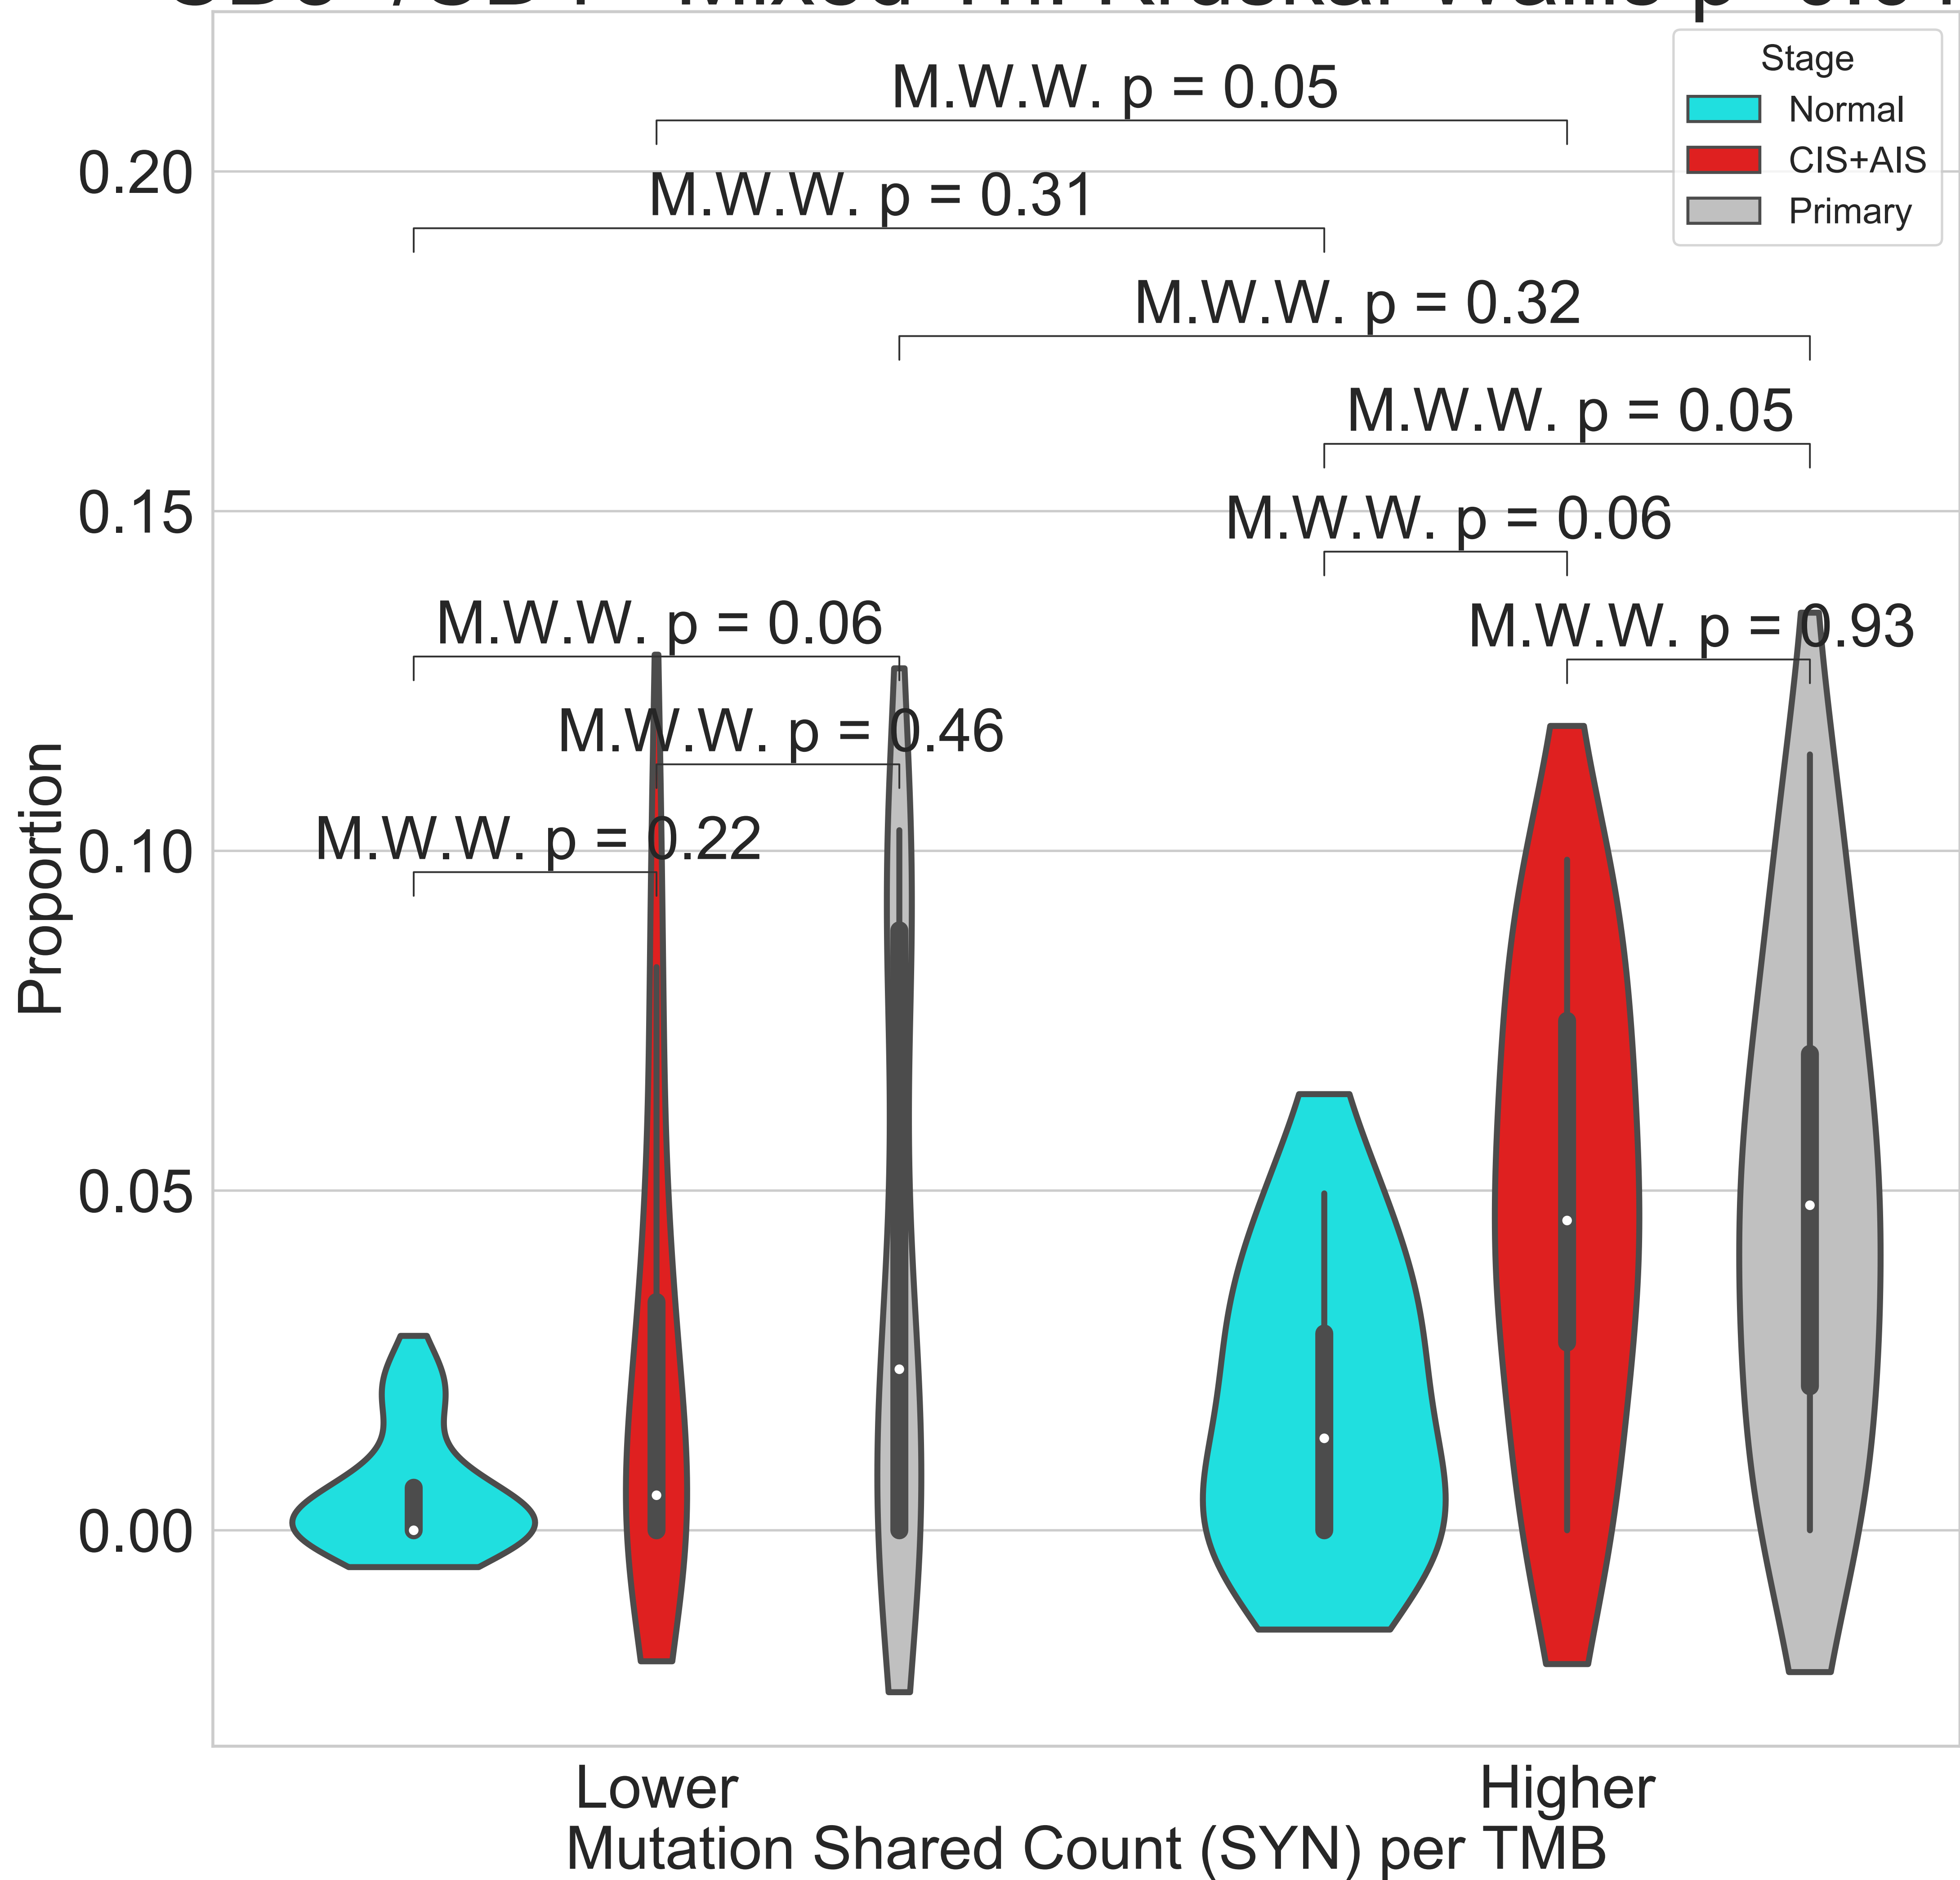 Stage
Normal
CIS+AIS
Primary
M.W.W. p = 0.05
M.W.W. p = 0.31
M.W.W. p = 0.32
M.W.W. p = 0.05
M.W.W. p = 0.06
M.W.W. p = 0.93
M.W.W. p = 0.06
M.W.W. p = 0.46
M.W.W. p = 0.22
0.20
0.15
0.10
0.05
0.00
Proportion
Lower
Higher
Mutation Shared Count (SYN) per TMB